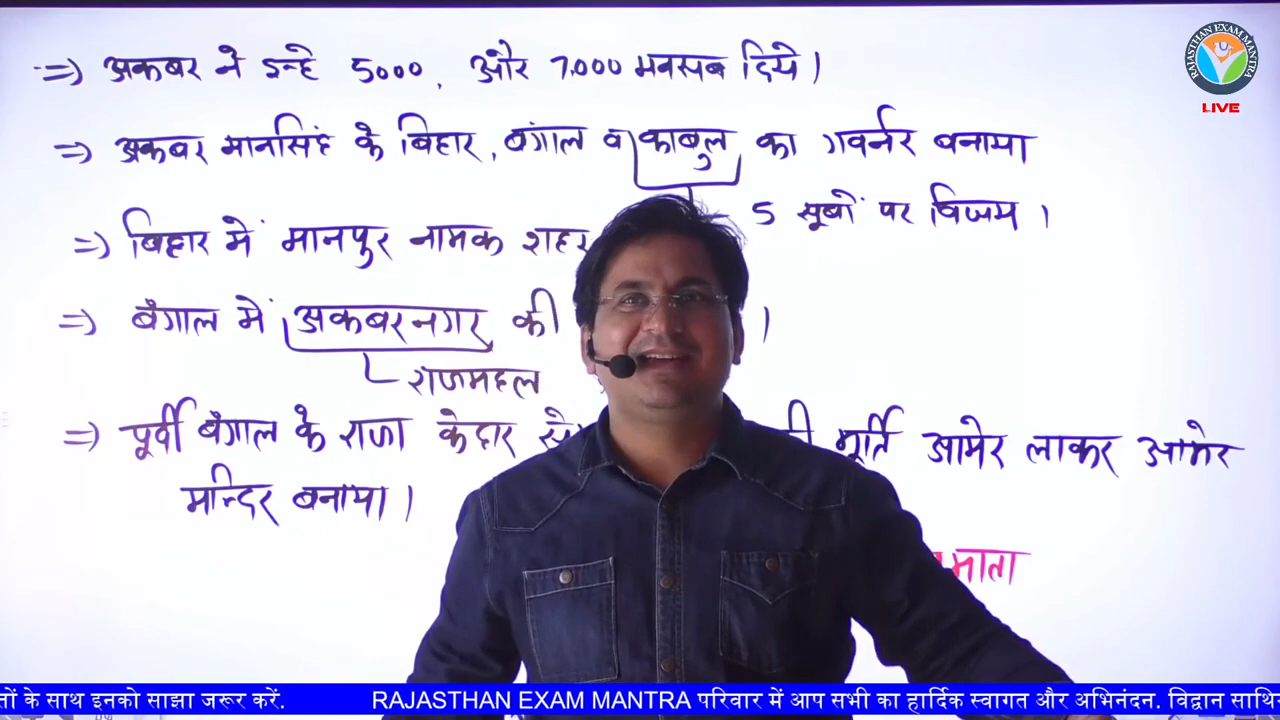 RAJASTHAN EXAM MANTRA
LIVE
=> अकबर ने इन्हे 5000, और 7000 मनसब दिये।
=> अकबर मानसिंह के बिहार, बंगाल व काबुल का गवर्नर बनाया
5 सूबों पर विजय।
=> बिहार में मानपुर नामक शहर
=> बंगाल में अकबरनगर की ।
राजमहल
=> पूर्वी बंगाल के राजा केदार की मूर्ति आमेर लाकर आमेर
मन्दिर बनाया।
माता
के साथ इनको साझा जरूर करें. RAJASTHAN EXAM MANTRA परिवार में आप सभी का हार्दिक स्वागत और अभिनंदन. विद्वान साथि